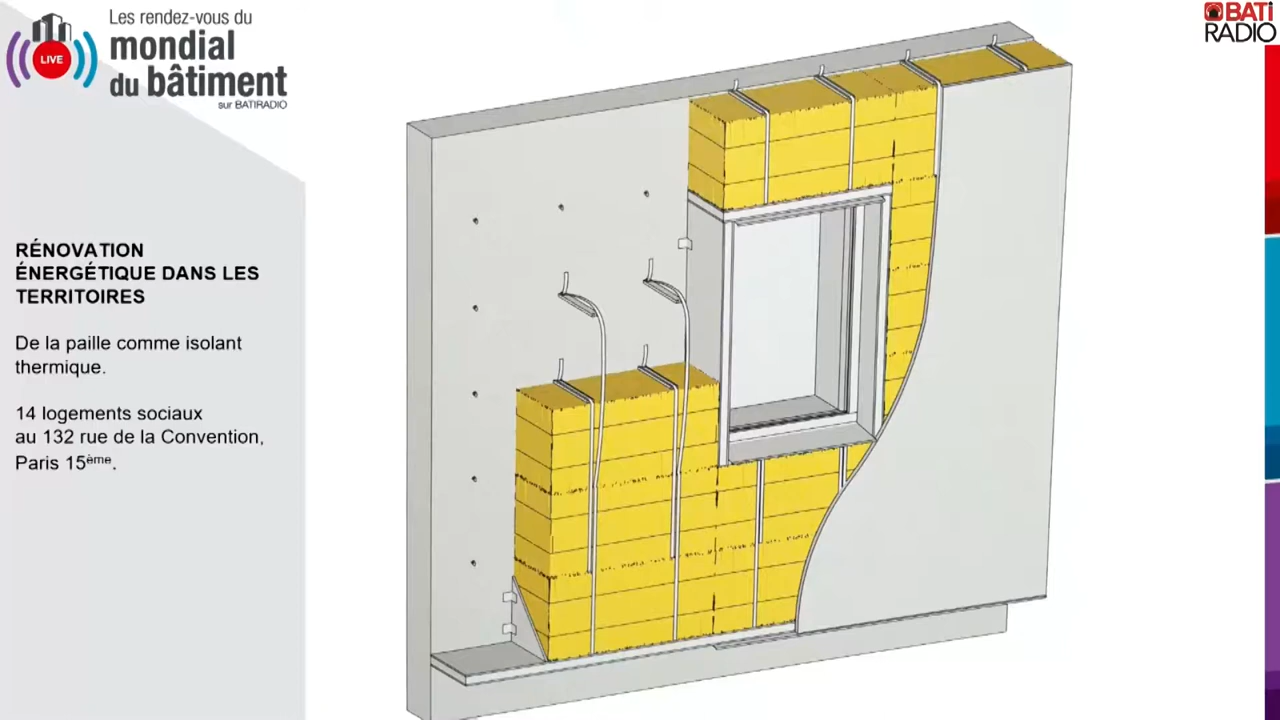 Les rendez-vous du
mondial
du bâtiment
sur BATIRADIO
LIVE
BATI
RADIO
RÉNOVATION
ÉNERGÉTIQUE DANS LES
TERRITOIRES
De la paille comme isolant
thermique.
14 logements sociaux
au 132 rue de la Convention,
Paris 15ème.